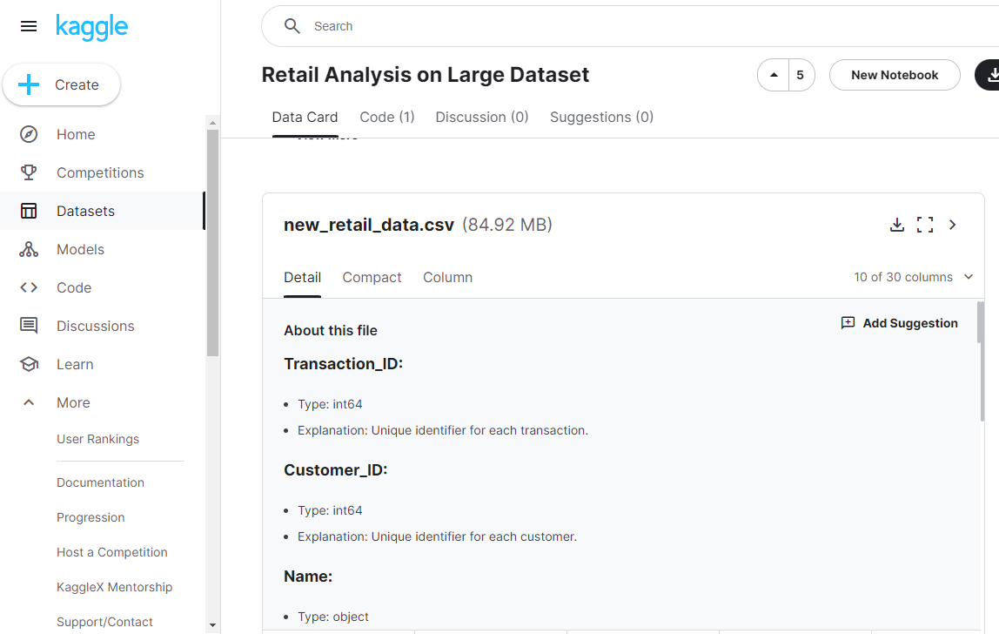 kaggle
Search
Create
Home
Competitions
Datasets
Models
Code
Discussions
Learn
More
User Rankings
Documentation
Progression
Host a Competition
KaggleX Mentorship
Support/Contact
Retail Analysis on Large Dataset
5
New Notebook
Data Card Code (1) Discussion (0) Suggestions (0)
new_retail_data.csv (84.92 MB)
Detail Compact Column
10 of 30 columns
About this file
Add Suggestion
Transaction_ID:
Type: int64
Explanation: Unique identifier for each transaction.
Customer_ID:
Type: int64
Explanation: Unique identifier for each customer.
Name:
Type: object